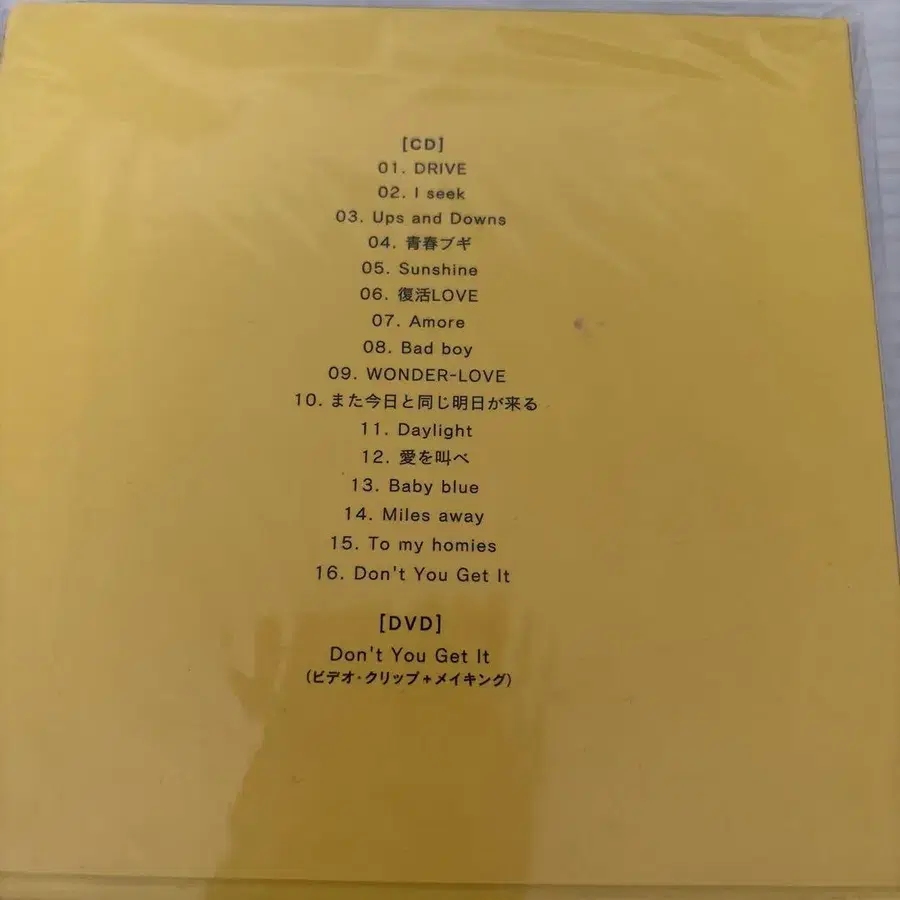 [CD]
01. DRIVE
02. I seek
03. Ups and Downs
04. 青春ブギ
05. Sunshine
06. 復活LOVE
07. Amore
08. Bad boy
09. WONDER-LOVE
10. また今日と同じ明日が来る
11. Daylight
12. 愛を叫べ
13. Baby blue
14. Miles away
15. To my homies
16. Don't You Get It
[DVD]
Don't You Get It
(ビデオ・クリップ+メイキング)